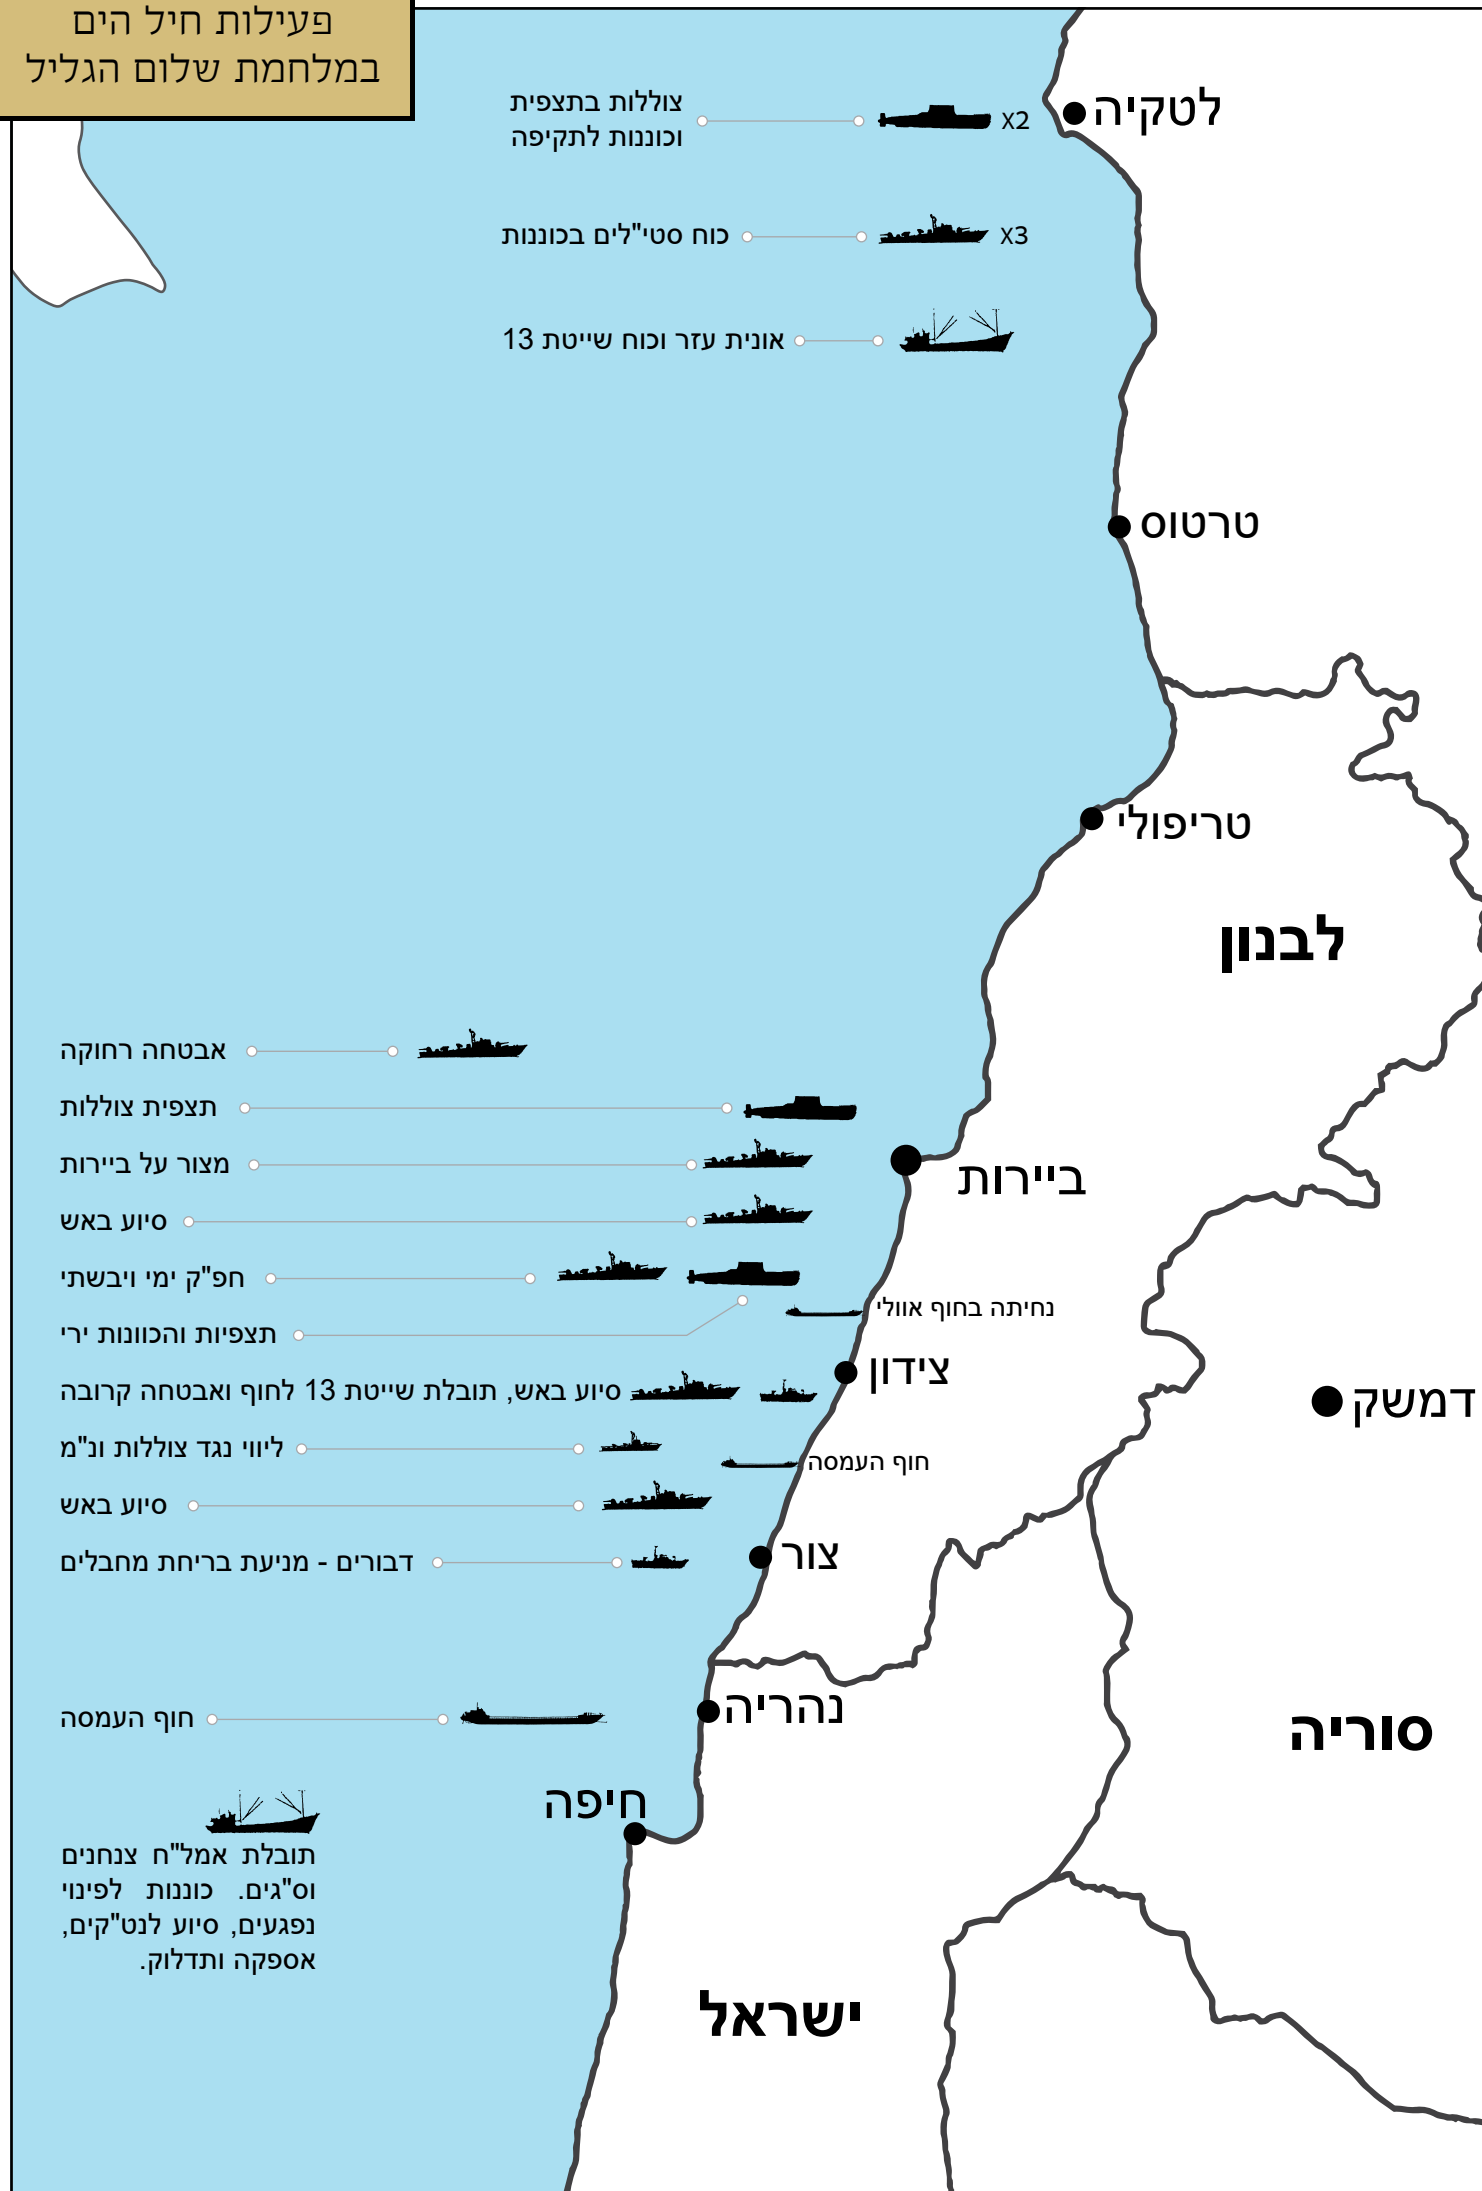 פעילות חיל הים
במלחמת שלום הגליל
לטקיה
X2
צוללות בתצפית
וכוננות לתקיפה
X3
כוח סטי"לים בכוננות
אונית עזר וכוח שייטת 13
טרטוס
טריפולי
לבנון
אבטחה רחוקה
תצפית צוללות
מצור על ביירות
ביירות
סיוע באש
חפ"ק ימי ויבשתי
נחיתה בחוף אוולי
תצפיות והכוונות ירי
צידון
סיוע באש, תובלת שייטת 13 לחוף ואבטחה קרובה
דמשק
ליווי נגד צוללות ונ"מ
חוף העמסה
סיוע באש
צור
דבורים - מניעת בריחת מחבלים
נהריה
חוף העמסה
סוריה
חיפה
תובלת אמל"ח צנחנים
וס"גים. כוננות לפינוי
נפגעים, סיוע לנט"קים,
אספקה ותדלוק.
ישראל